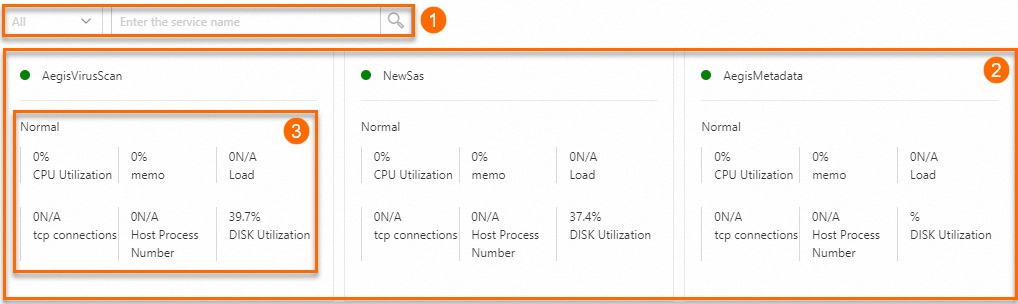 All
Enter the service name
1
2
AegisVirusScan
NewSas
AegisMetadata
3
Normal
0%
CPU Utilization
0%
memo
0N/A
Load
0N/A
tcp connections
0N/A
Host Process
Number
39.7%
DISK Utilization
Normal
0%
CPU Utilization
0%
memo
0N/A
Load
0N/A
tcp connections
0N/A
Host Process
Number
37.4%
DISK Utilization
Normal
0%
CPU Utilization
0%
memo
0N/A
Load
0N/A
tcp connections
0N/A
Host Process
Number
%
DISK Utilization